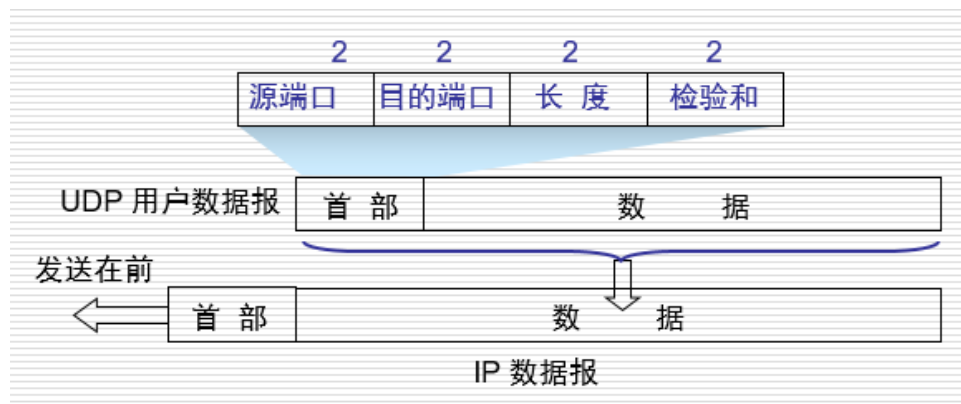 2 2 2 2
源端口 目的端口 长 度 检验和
UDP 用户数据报 首 部 数 据
发送在前
首 部 数 据
IP 数据报